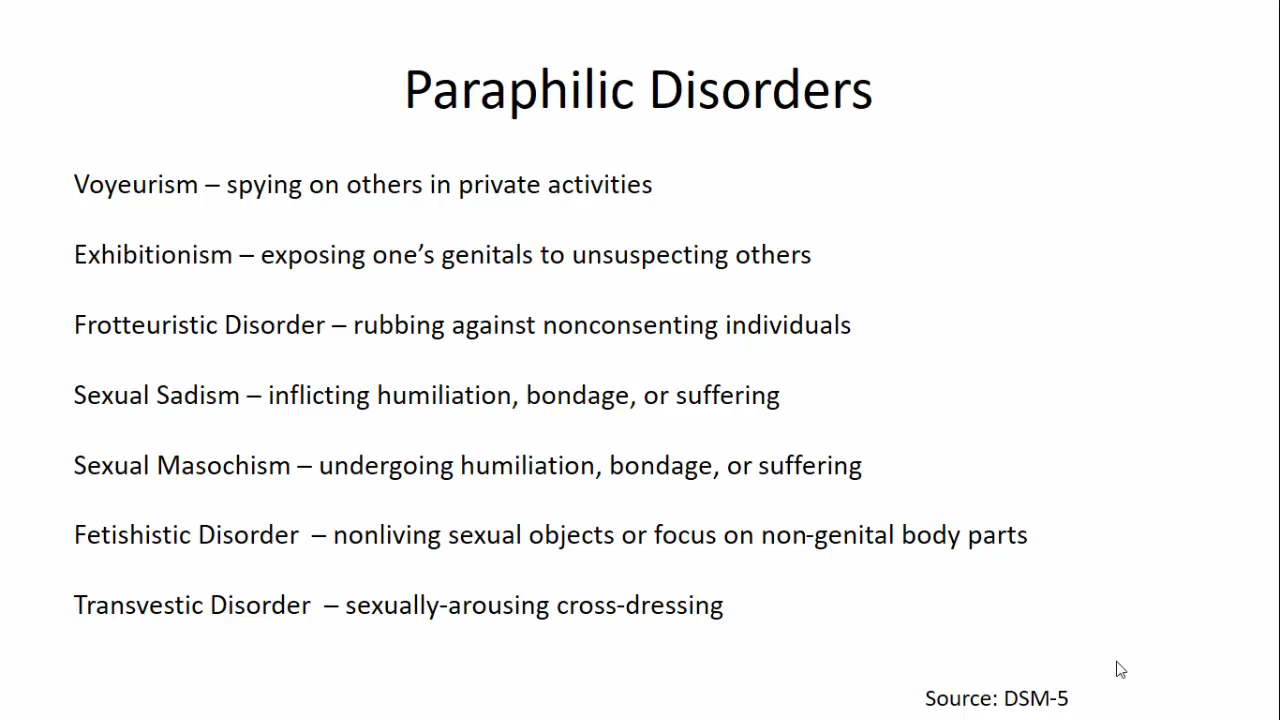 Paraphilic Disorders
Voyeurism – spying on others in private activities
Exhibitionism – exposing one’s genitals to unsuspecting others
Frotteuristic Disorder – rubbing against nonconsenting individuals
Sexual Sadism – inflicting humiliation, bondage, or suffering
Sexual Masochism – undergoing humiliation, bondage, or suffering
Fetishistic Disorder  – nonliving sexual objects or focus on non-genital body parts
Transvestic Disorder  – sexually-arousing cross-dressing
Source: DSM-5